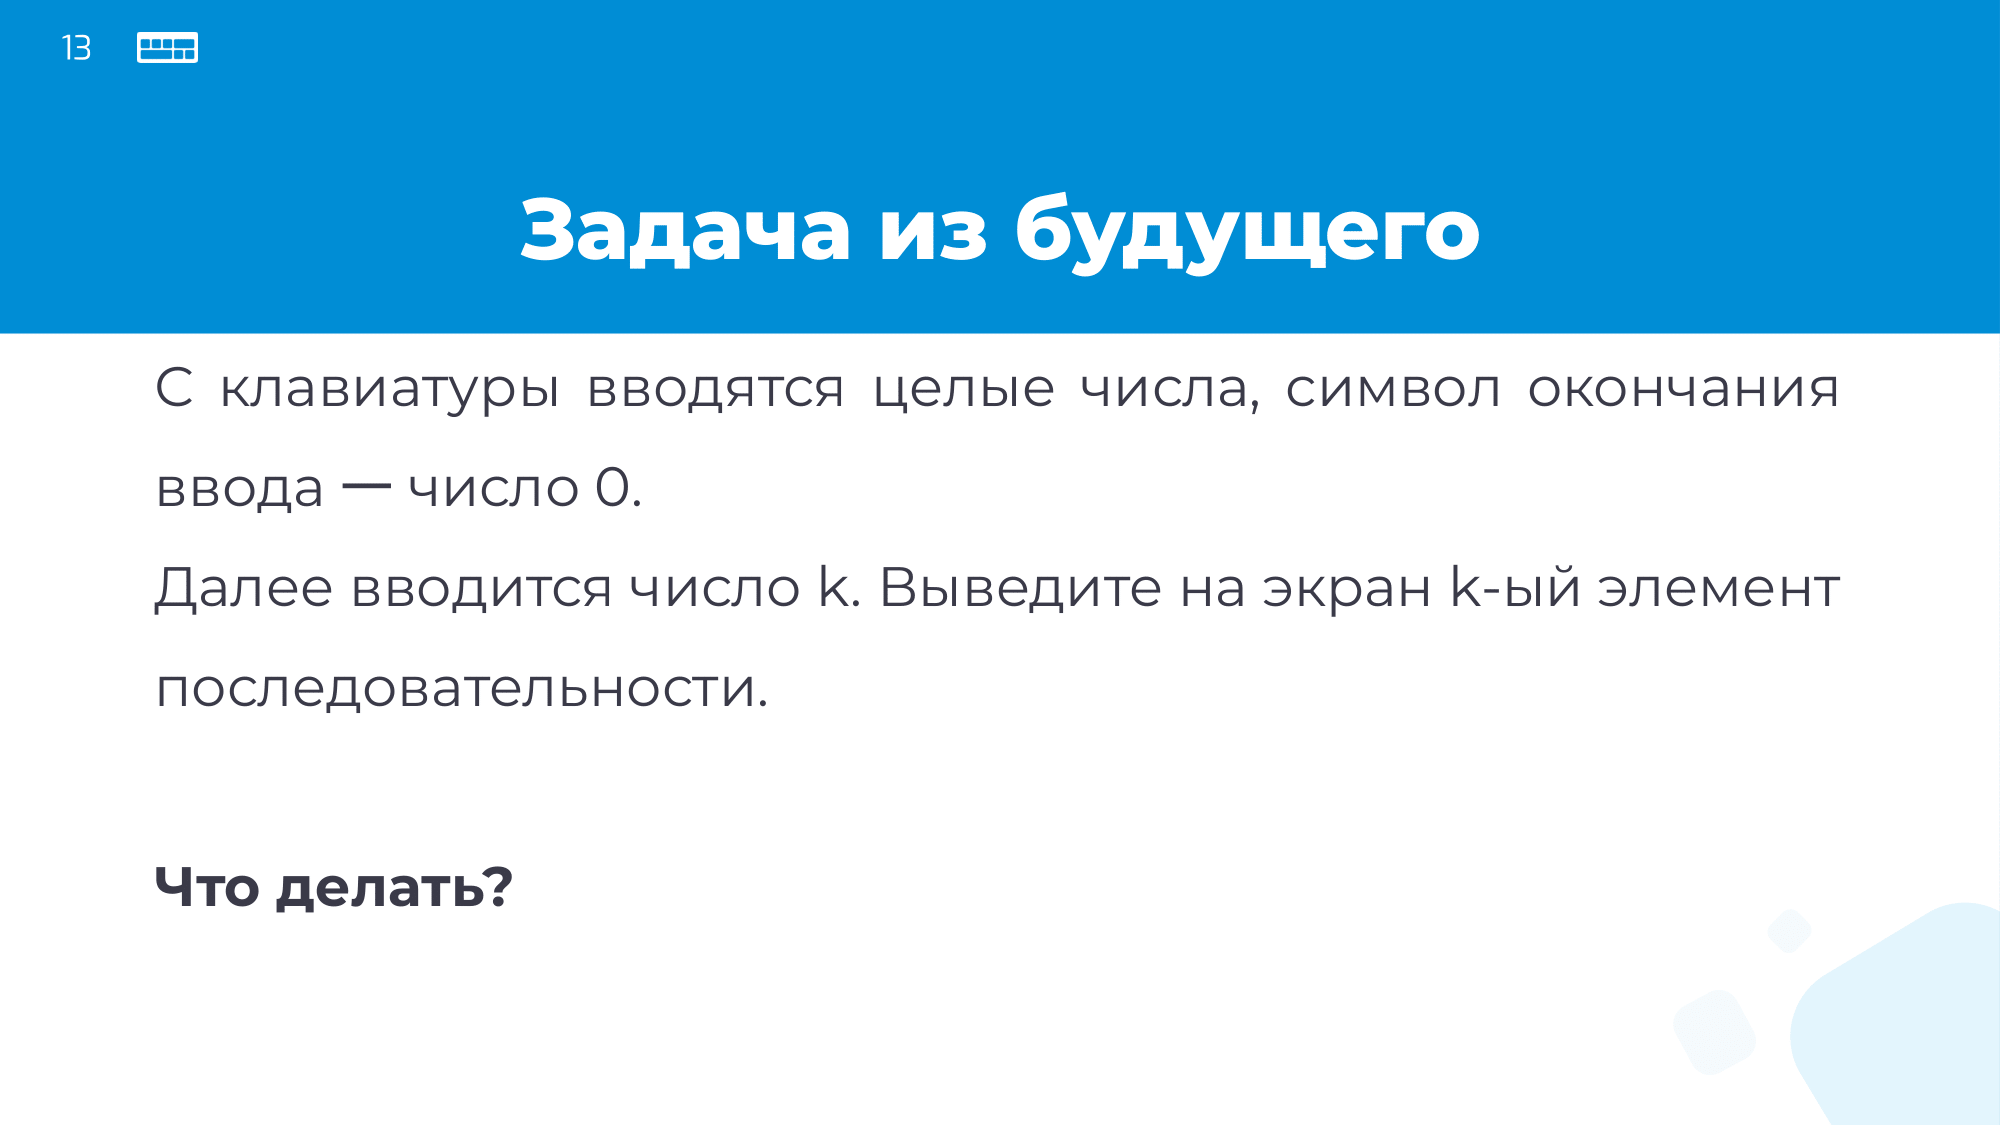 13
Задача из будущего
С клавиатуры вводятся целые числа, символ окончания
ввода — число 0.
Далее вводится число k. Выведите на экран k-ый элемент
последовательности.
Что делать?